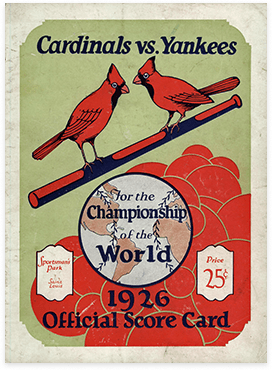 Cardinals vs. Yankees
for the
Championship
of the
World
Sportsman's
Park
Saint
Louis
Price
25¢
1926
Official Score Card